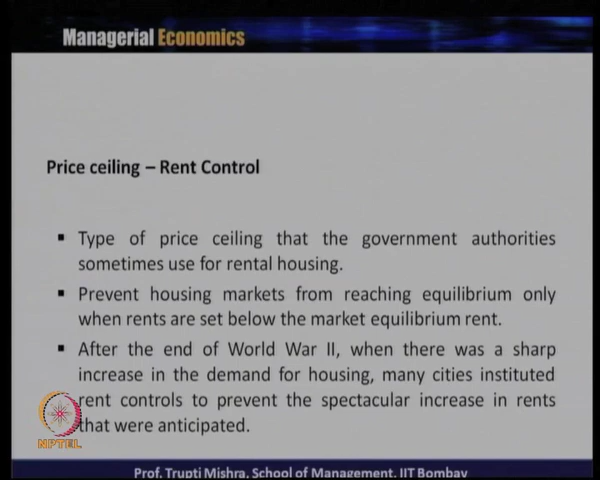 Managerial Economics
Price ceiling – Rent Control
▪ Type of price ceiling that the government authorities
sometimes use for rental housing.
▪ Prevent housing markets from reaching equilibrium only
when rents are set below the market equilibrium rent.
▪ After the end of World War II, when there was a sharp
increase in the demand for housing, many cities instituted
rent controls to prevent the spectacular increase in rents
that were anticipated.
NPTEL
Prof. Trupti Mishra, School of Management, IIT Bombay